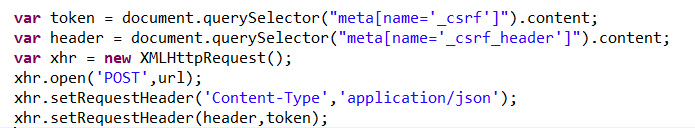 var token = document.querySelector("meta[name='_csrf']").content;
var header = document.querySelector("meta[name='_csrf_header']").content;
var xhr = new XMLHttpRequest();
xhr.open('POST',url);
xhr.setRequestHeader('Content-Type','application/json');
xhr.setRequestHeader(header,token);